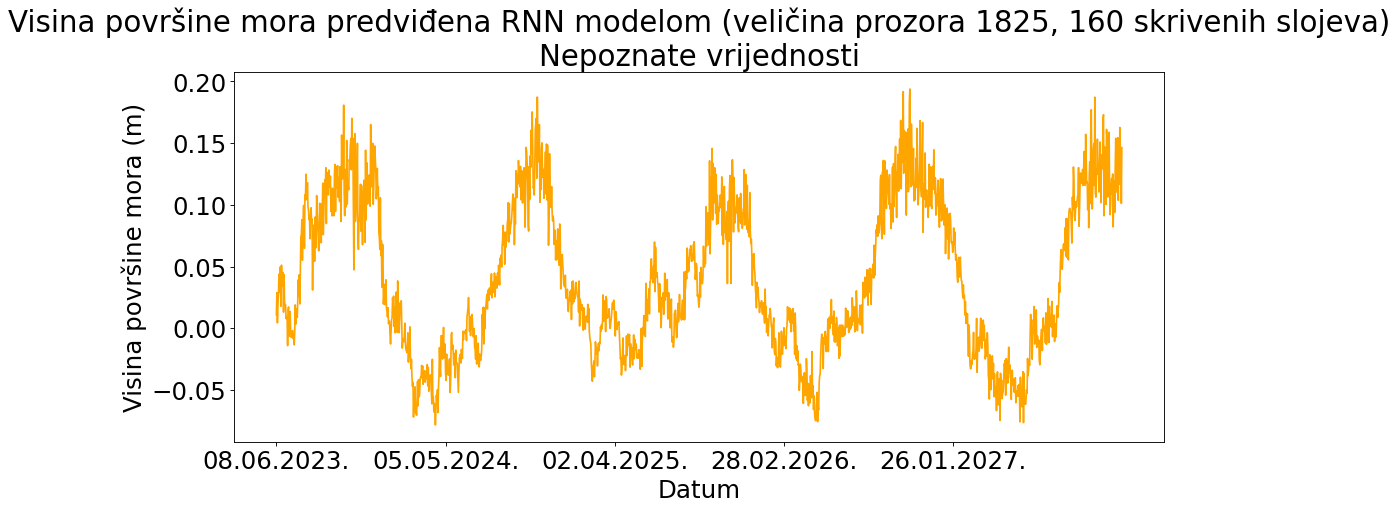 Visina površine mora predviđena RNN modelom (veličina prozora 1825, 160 skrivenih slojeva)
Nepoznate vrijednosti
Visina površine mora (m)
0.20
0.15
0.10
0.05
0.00
−0.05
08.06.2023. 05.05.2024. 02.04.2025. 28.02.2026. 26.01.2027.
Datum